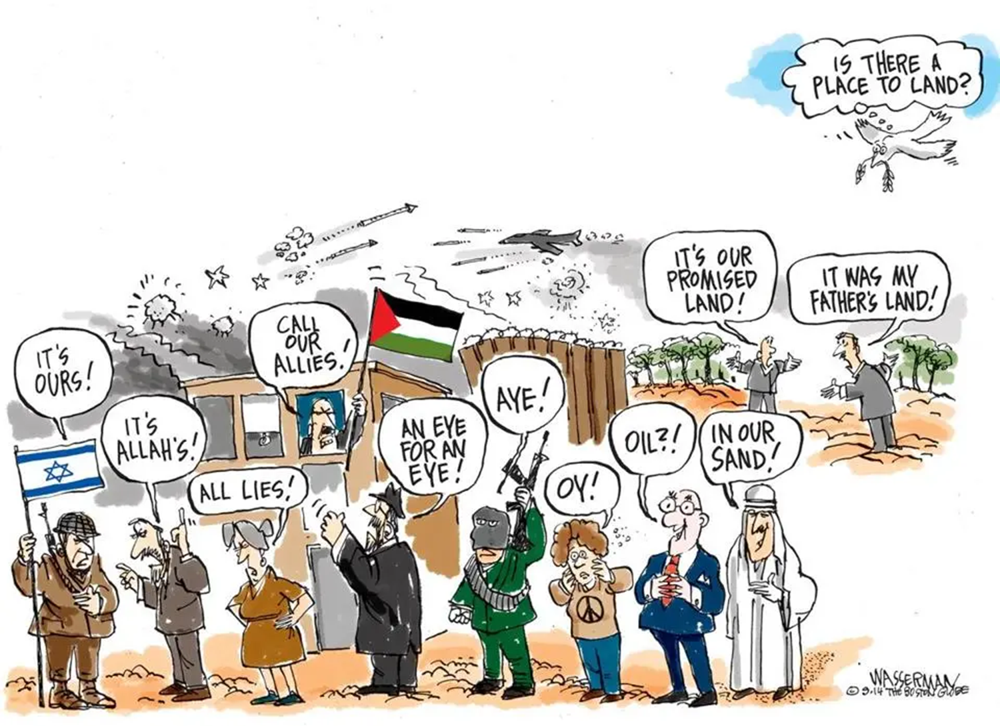 IS THERE A
PLACE TO LAND?
IT'S OUR
PROMISED
LAND!
IT WAS MY
FATHER'S LAND!
CALL
OUR
ALLIES!
IT'S
OURS!
IT'S
ALLAH'S!
ALL LIES!
AN EYE
FOR AN
EYE!
AYE!
OY!
OIL?!
IN OUR
SAND!
WASSERMAN
© 9.14 THE BOSTON GLOBE